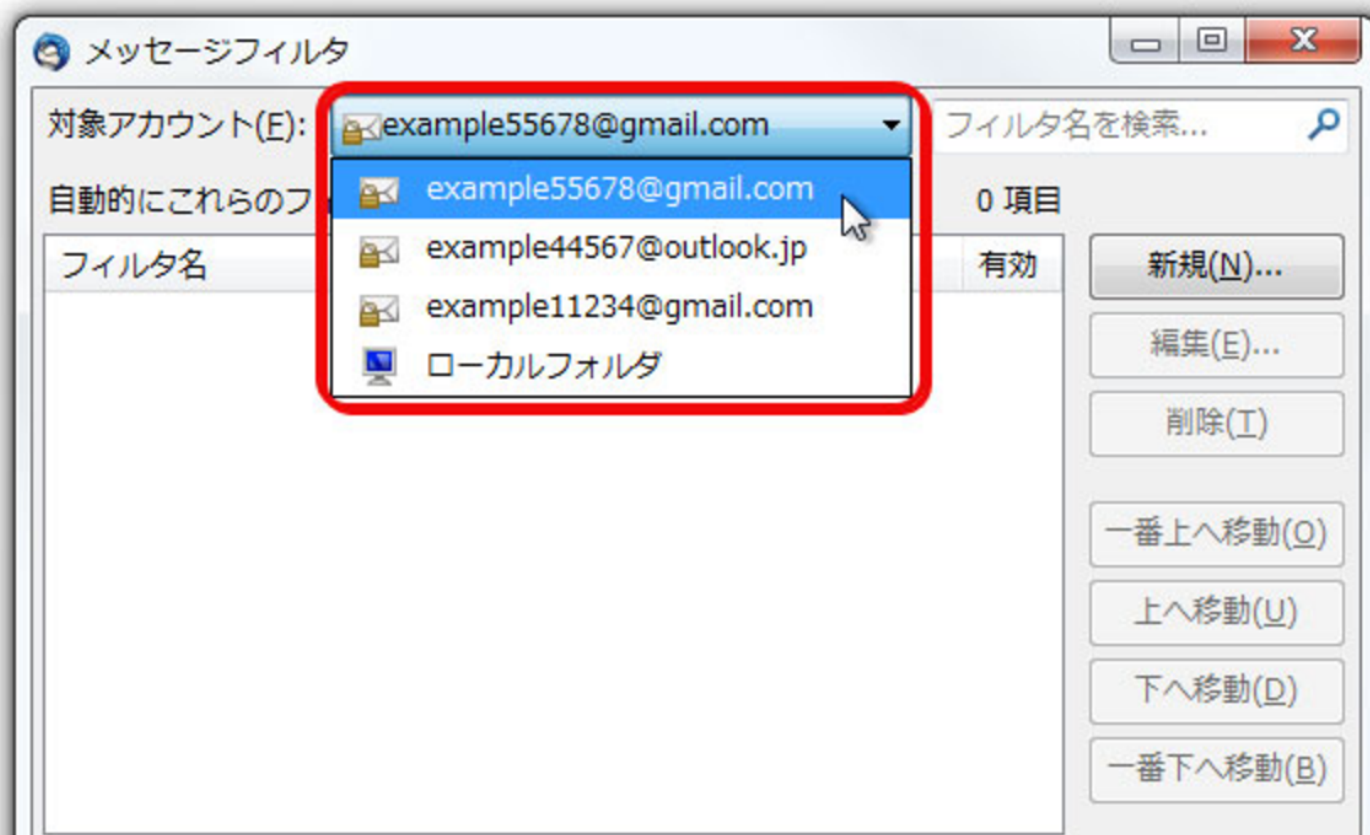 メッセージフィルタ
対象アカウント(F): example55678@gmail.com フィルタ名を検索...
自動的にこれらのフ 0 項目
example55678@gmail.com
example44567@outlook.jp
example11234@gmail.com
ローカルフォルダ
フィルタ名 有効
新規(N)...
編集(E)...
削除(T)
一番上へ移動(O)
上へ移動(U)
下へ移動(D)
一番下へ移動(B)